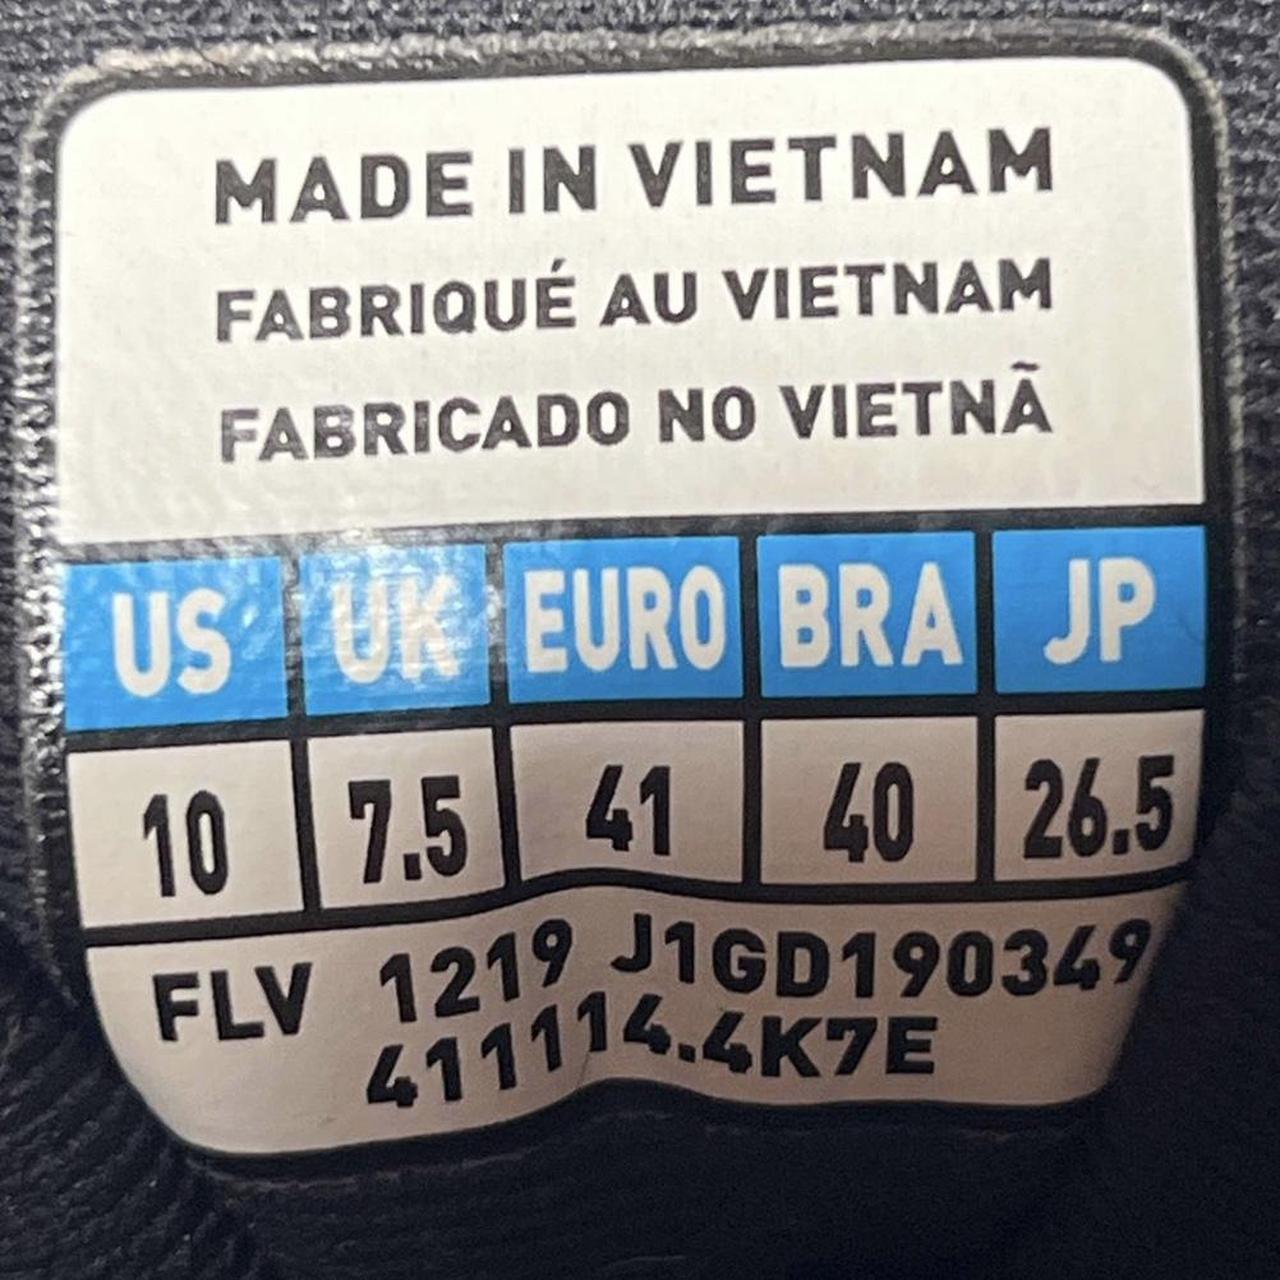 MADE IN VIETNAM
FABRIQUÉ AU VIETNAM
FABRICADO NO VIETNÃ
US UK EURO BRA JP
10 7.5 41 40 26.5
FLV 1219 J1GD190349
411114.4K7E